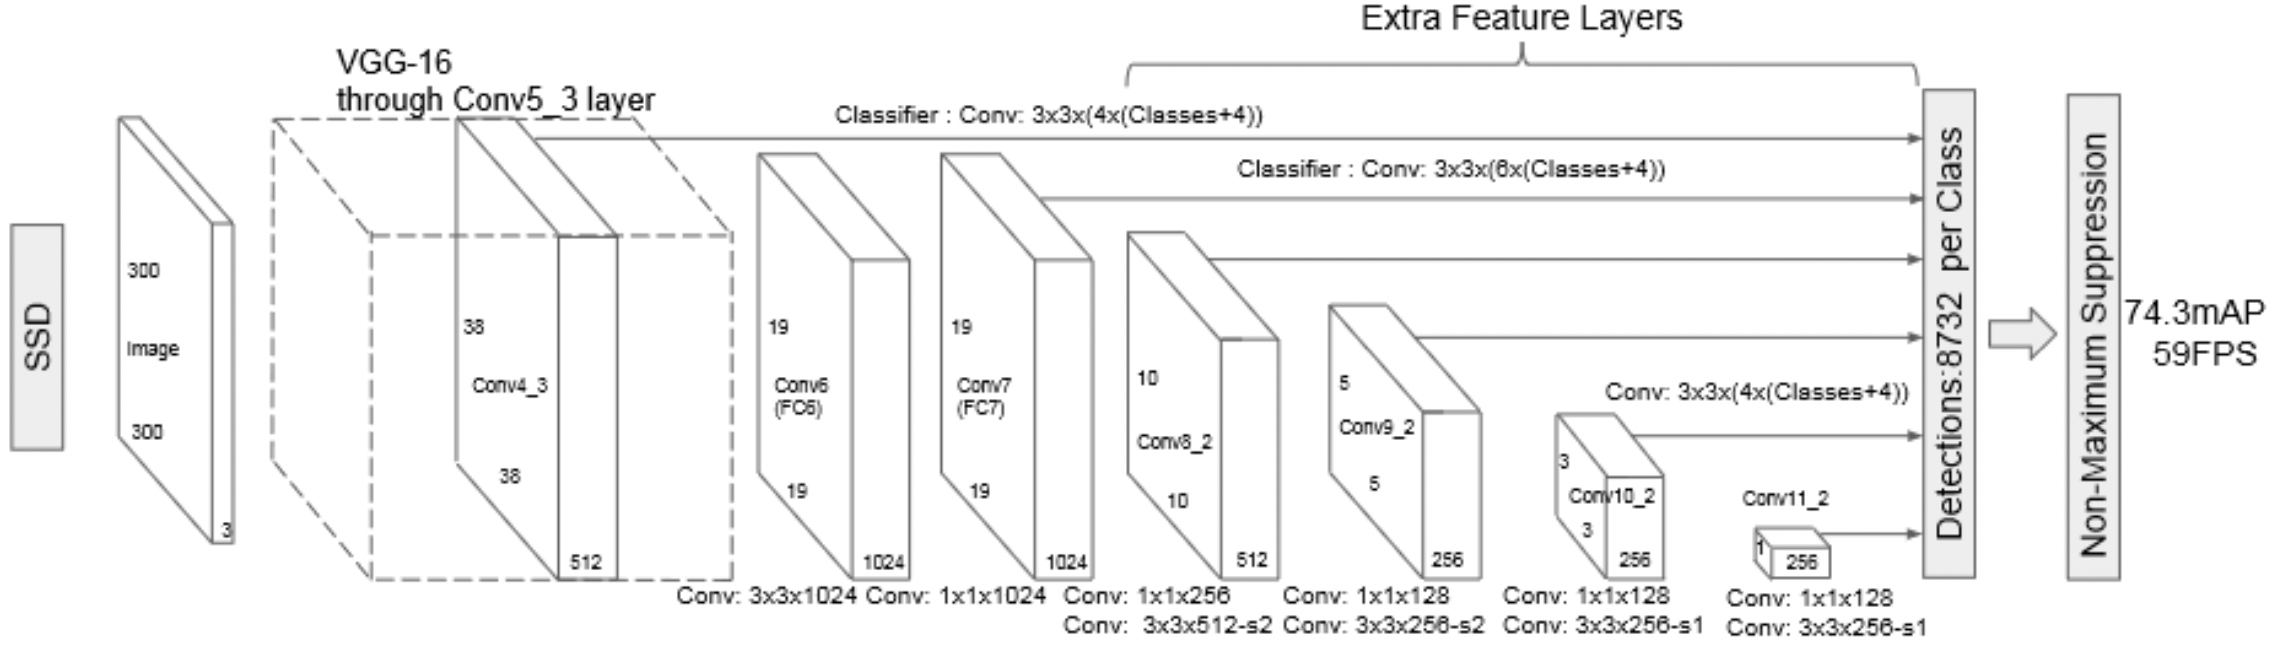 Extra Feature Layers
VGG-16
through Conv5_3 layer
Classifier : Conv: 3x3x(4x(Classes+4))
Classifier : Conv: 3x3x(6x(Classes+4))
SSD
300
Image
300
3
38
Conv4_3
38
512
19
Conv6
(FC6)
19
1024
19
Conv7
(FC7)
19
1024
10
Conv8_2
10
512
5
Conv9_2
5
256
Conv: 3x3x(4x(Classes+4))
3
Conv10_2
3
256
Conv11_2
1
256
Detections:8732 per Class
Non-Maximum Suppression
74.3mAP
59FPS
Conv: 3x3x1024
Conv: 1x1x1024
Conv: 1x1x256
Conv: 3x3x512-s2
Conv: 1x1x128
Conv: 3x3x256-s2
Conv: 1x1x128
Conv: 3x3x256-s1
Conv: 1x1x128
Conv: 3x3x256-s1